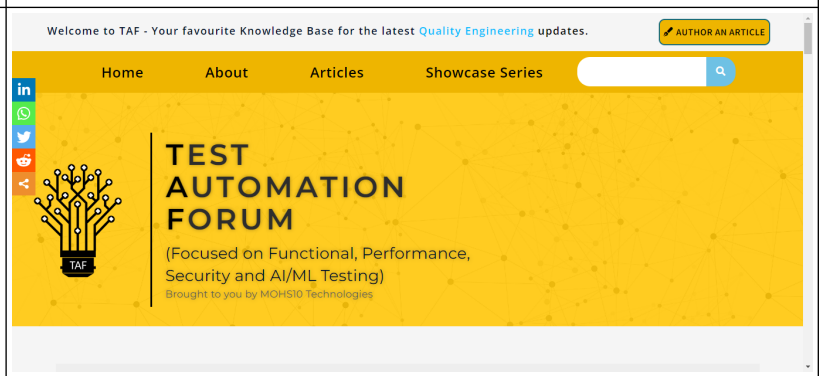 Welcome to TAF - Your favourite Knowledge Base for the latest Quality Engineering updates.
AUTHOR AN ARTICLE
Home About Articles Showcase Series
in
TEST
AUTOMATION
FORUM
(Focused on Functional, Performance,
Security and AI/ML Testing)
Brought to you by MOHS10 Technologies
TAF